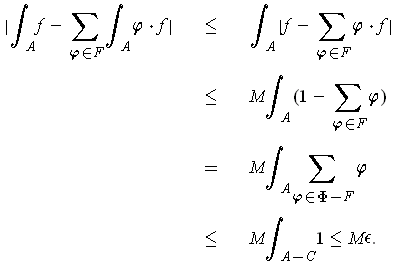 |∫_A f − ∑_{φ∈F} ∫_A φ · f| ≤ ∫_A |f − ∑_{φ∈F} φ · f|
≤ M ∫_A (1 − ∑_{φ∈F} φ)
= M ∫_A ∑_{φ∈Φ−F} φ
≤ M ∫_{A−C} 1 ≤ Mϵ.